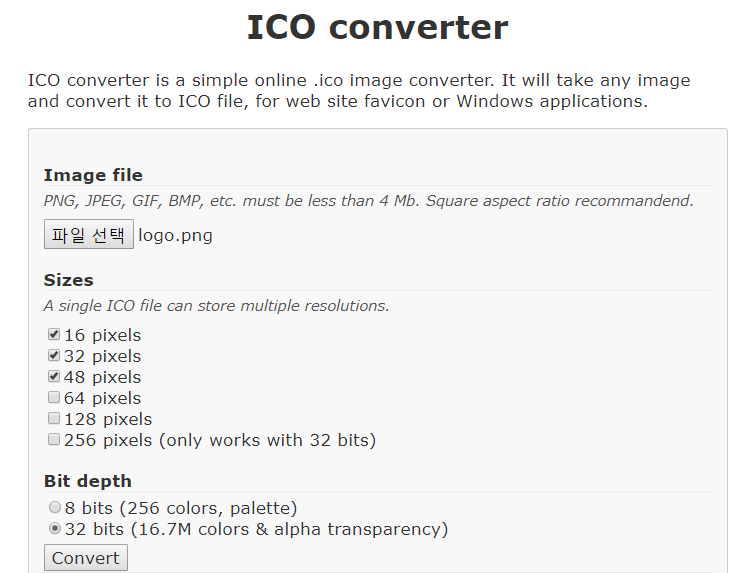 ICO converter
ICO converter is a simple online .ico image converter. It will take any image
and convert it to ICO file, for web site favicon or Windows applications.
Image file
PNG, JPEG, GIF, BMP, etc. must be less than 4 Mb. Square aspect ratio recommandend.
파일 선택 logo.png
Sizes
A single ICO file can store multiple resolutions.
16 pixels
32 pixels
48 pixels
64 pixels
128 pixels
256 pixels (only works with 32 bits)
Bit depth
8 bits (256 colors, palette)
32 bits (16.7M colors & alpha transparency)
Convert